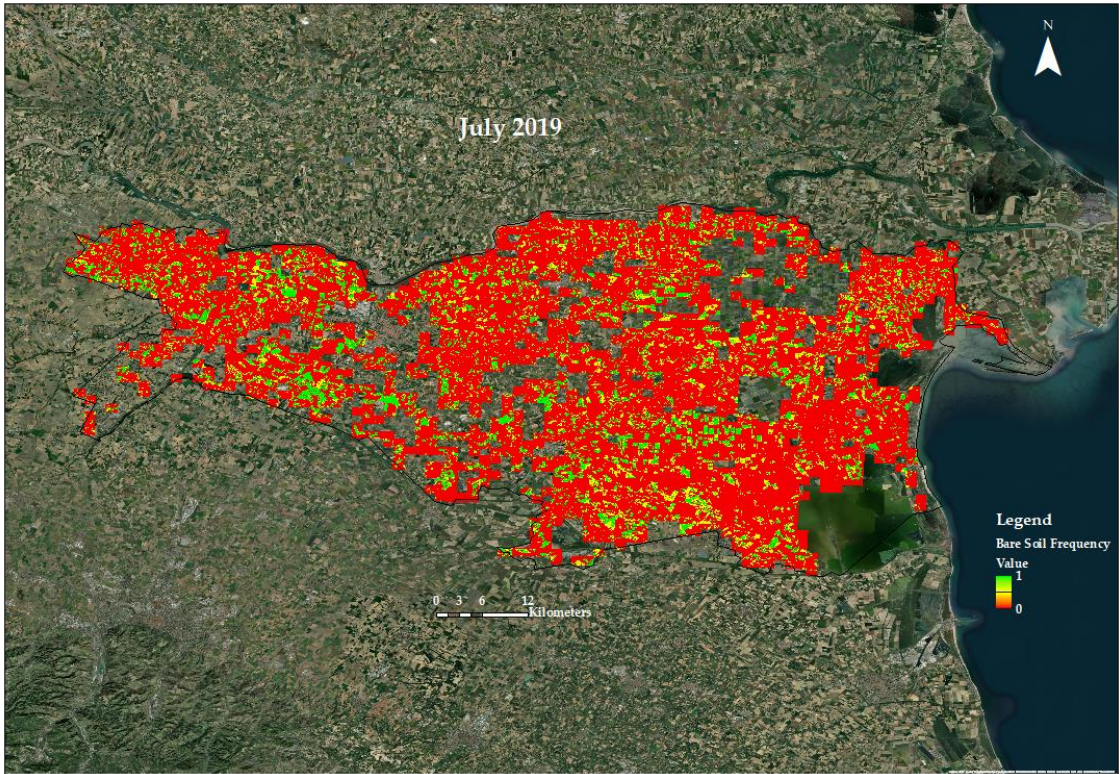 N
July 2019
Legend
Bare Soil Frequency
Value
1
0
0 3 6 12
Kilometers